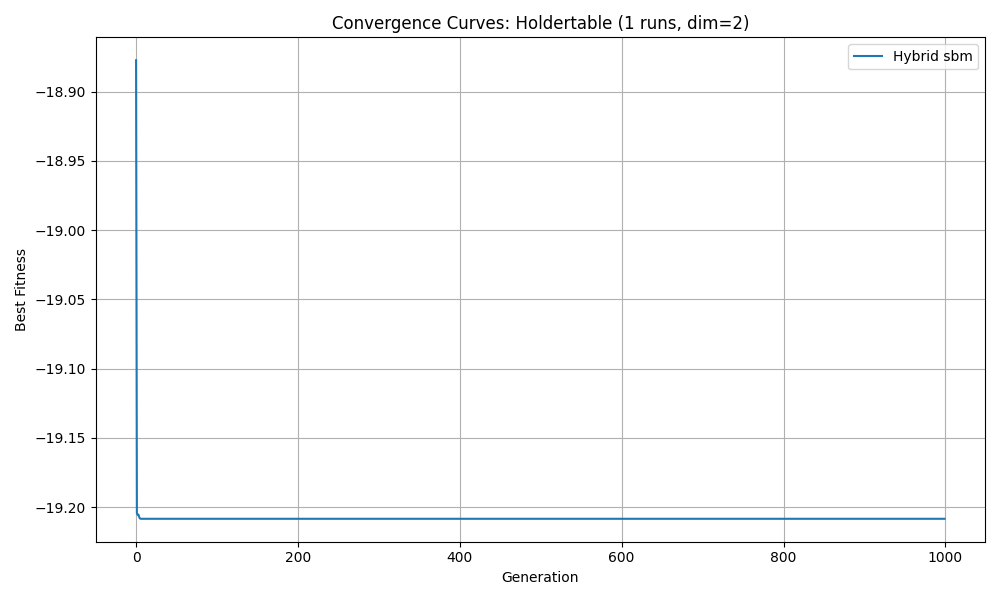 Convergence Curves: Holdertable (1 runs, dim=2)
Hybrid sbm
Best Fitness
−18.90
−18.95
−19.00
−19.05
−19.10
−19.15
−19.20
0 200 400 600 800 1000
Generation